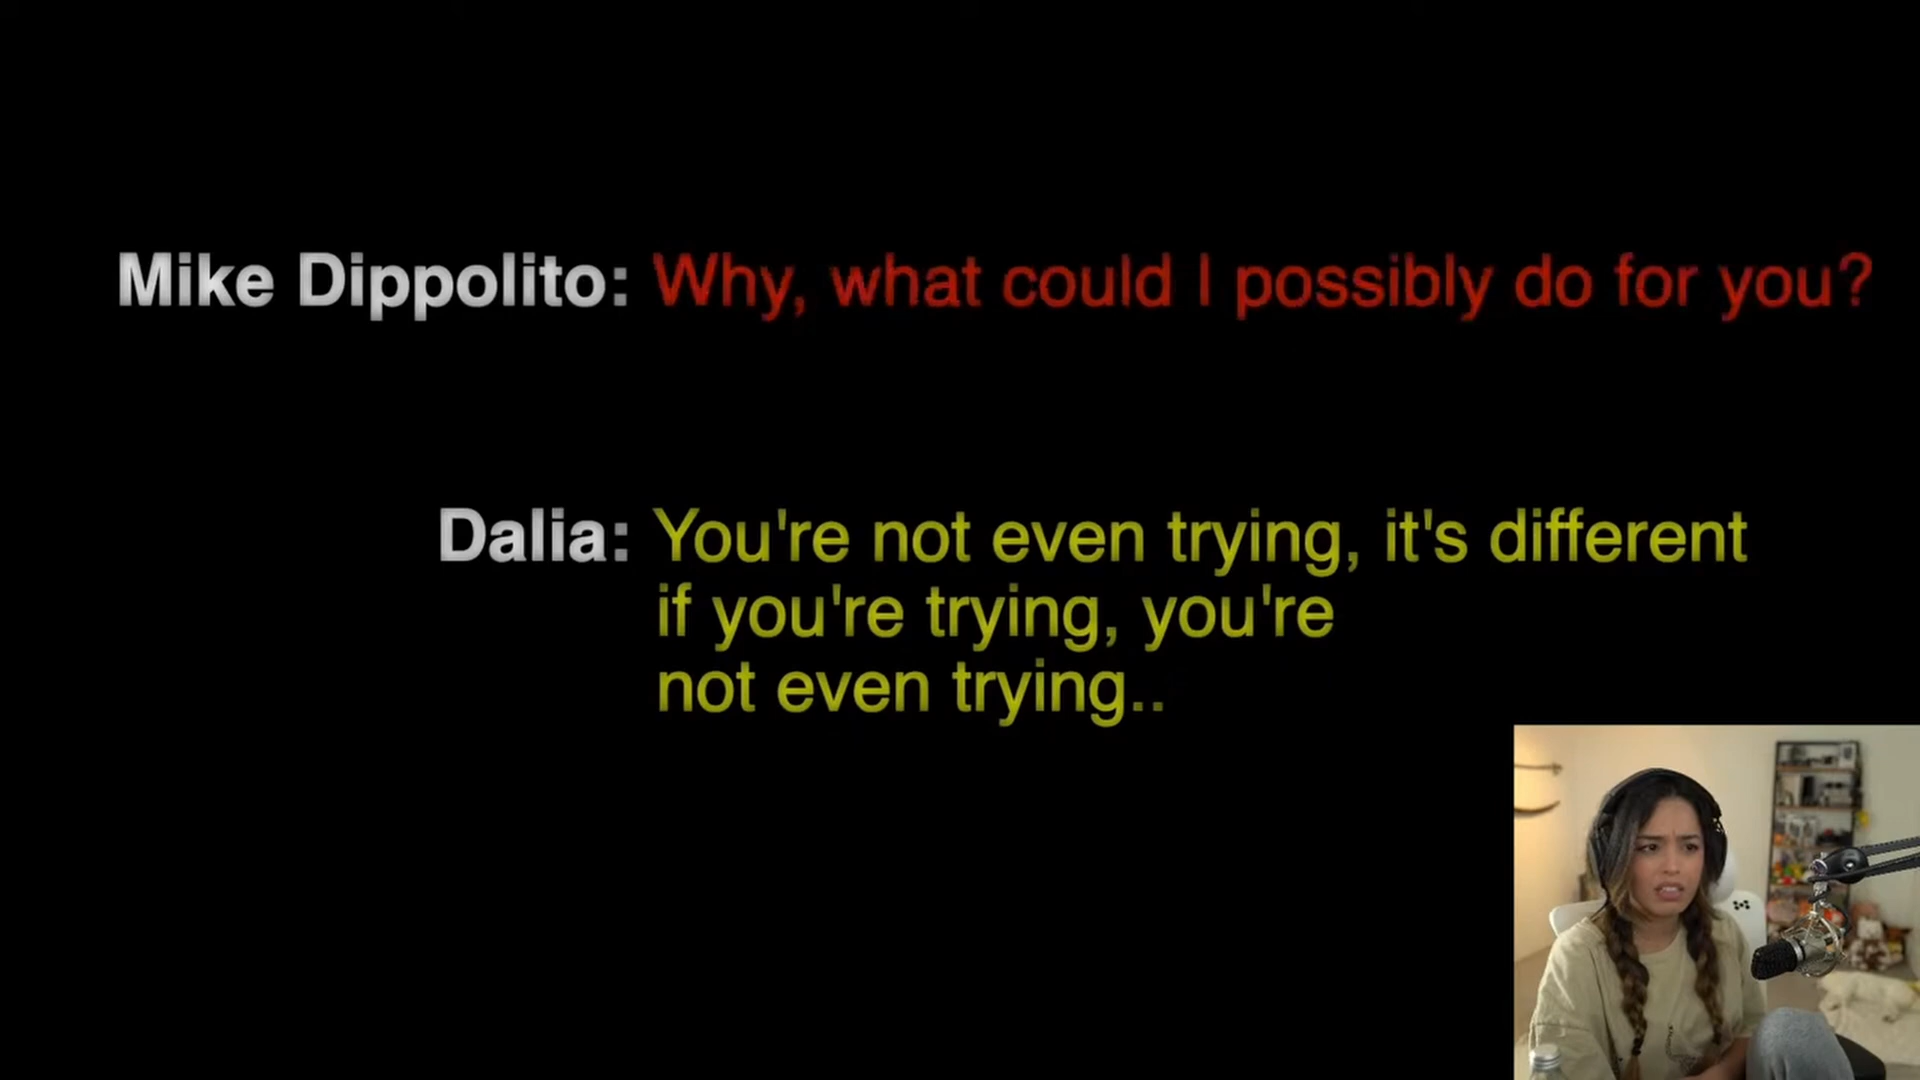 Mike Dippolito: Why, what could I possibly do for you?
Dalia: You're not even trying, it's different
if you're trying, you're
not even trying..